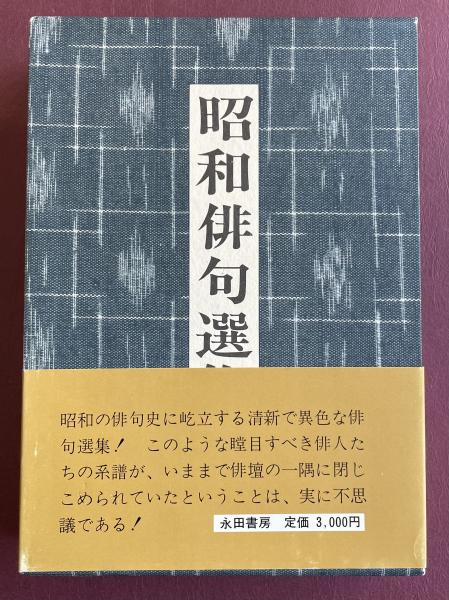 昭和俳句選
昭和の俳句史に屹立する清新で異色な俳
句選集! このような瞠目すべき俳人た
ちの系譜が、いままで俳壇の一隅に閉じ
こめられていたということは、実に不思
議である!
永田書房 定価 3,000円